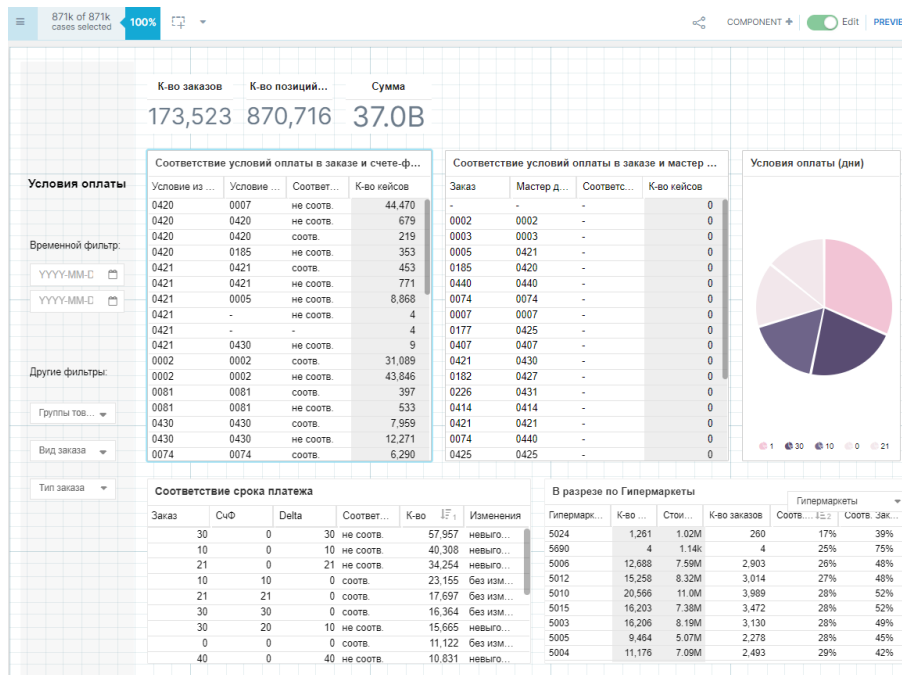 871k of 871k
cases selected
100%
COMPONENT +
Edit
PREVIE
К-во заказов К-во позиций... Сумма
173,523 870,716 37.0B
Условия оплаты
Временной фильтр:
YYYY-MM-D
YYYY-MM-D
Другие фильтры:
Группы тов...
Вид заказа
Тип заказа
Соответствие условий оплаты в заказе и счете-ф...
Условие из ... Условие ... Соответ... К-во кейсов
0420 0007 не соотв. 44,470
0420 0420 не соотв. 679
0420 0420 соотв. 219
0420 0185 не соотв. 353
0421 0421 соотв. 453
0421 0421 не соотв. 771
0421 0005 не соотв. 8,868
0421 - не соотв. 4
0421 - - 4
0421 0430 не соотв. 9
0002 0002 соотв. 31,089
0002 0002 не соотв. 43,846
0081 0081 соотв. 397
0081 0081 не соотв. 533
0430 0430 соотв. 7,959
0430 0430 не соотв. 12,271
0074 0074 соотв. 6,290
Соответствие условий оплаты в заказе и мастер ...
Заказ Мастер д... Соответс... К-во кейсов
- - - 0
0002 0002 - 0
0003 0003 - 0
0005 0421 - 0
0185 0420 - 0
0440 0440 - 0
0074 0074 - 0
0007 0007 - 0
0177 0425 - 0
0407 0407 - 0
0421 0430 - 0
0182 0427 - 0
0226 0431 - 0
0414 0414 - 0
0421 0421 - 0
0074 0440 - 0
0425 0425 - 0
Условия оплаты (дни)
1 30 10 0 21
Соответствие срока платежа
Заказ СчФ Delta Соответ... К-во 1 Изменения
30 0 30 не соотв. 57,957 невыго...
10 0 10 не соотв. 40,308 невыго...
21 0 21 не соотв. 34,254 невыго...
10 10 0 соотв. 23,155 без изм...
21 21 0 соотв. 17,697 без изм...
30 30 0 соотв. 16,364 без изм...
30 20 10 не соотв. 15,665 невыго...
0 0 0 соотв. 11,122 без изм...
40 0 40 не соотв. 10,831 невыго...
В разрезе по Гипермаркеты
Гипермаркеты
Гипермарк... К-во ... Стои... К-во заказов Соотв.... 2 Соотв. Зак...
5024 1,261 1.02M 260 17% 39%
5690 4 1.14k 4 25% 75%
5006 12,688 7.59M 2,903 26% 48%
5012 15,258 8.32M 3,014 27% 48%
5010 20,566 11.0M 3,989 28% 52%
5015 16,203 7.38M 3,472 28% 52%
5003 16,206 8.19M 3,130 28% 49%
5005 9,464 5.07M 2,278 28% 45%
5004 11,176 7.09M 2,493 29% 42%